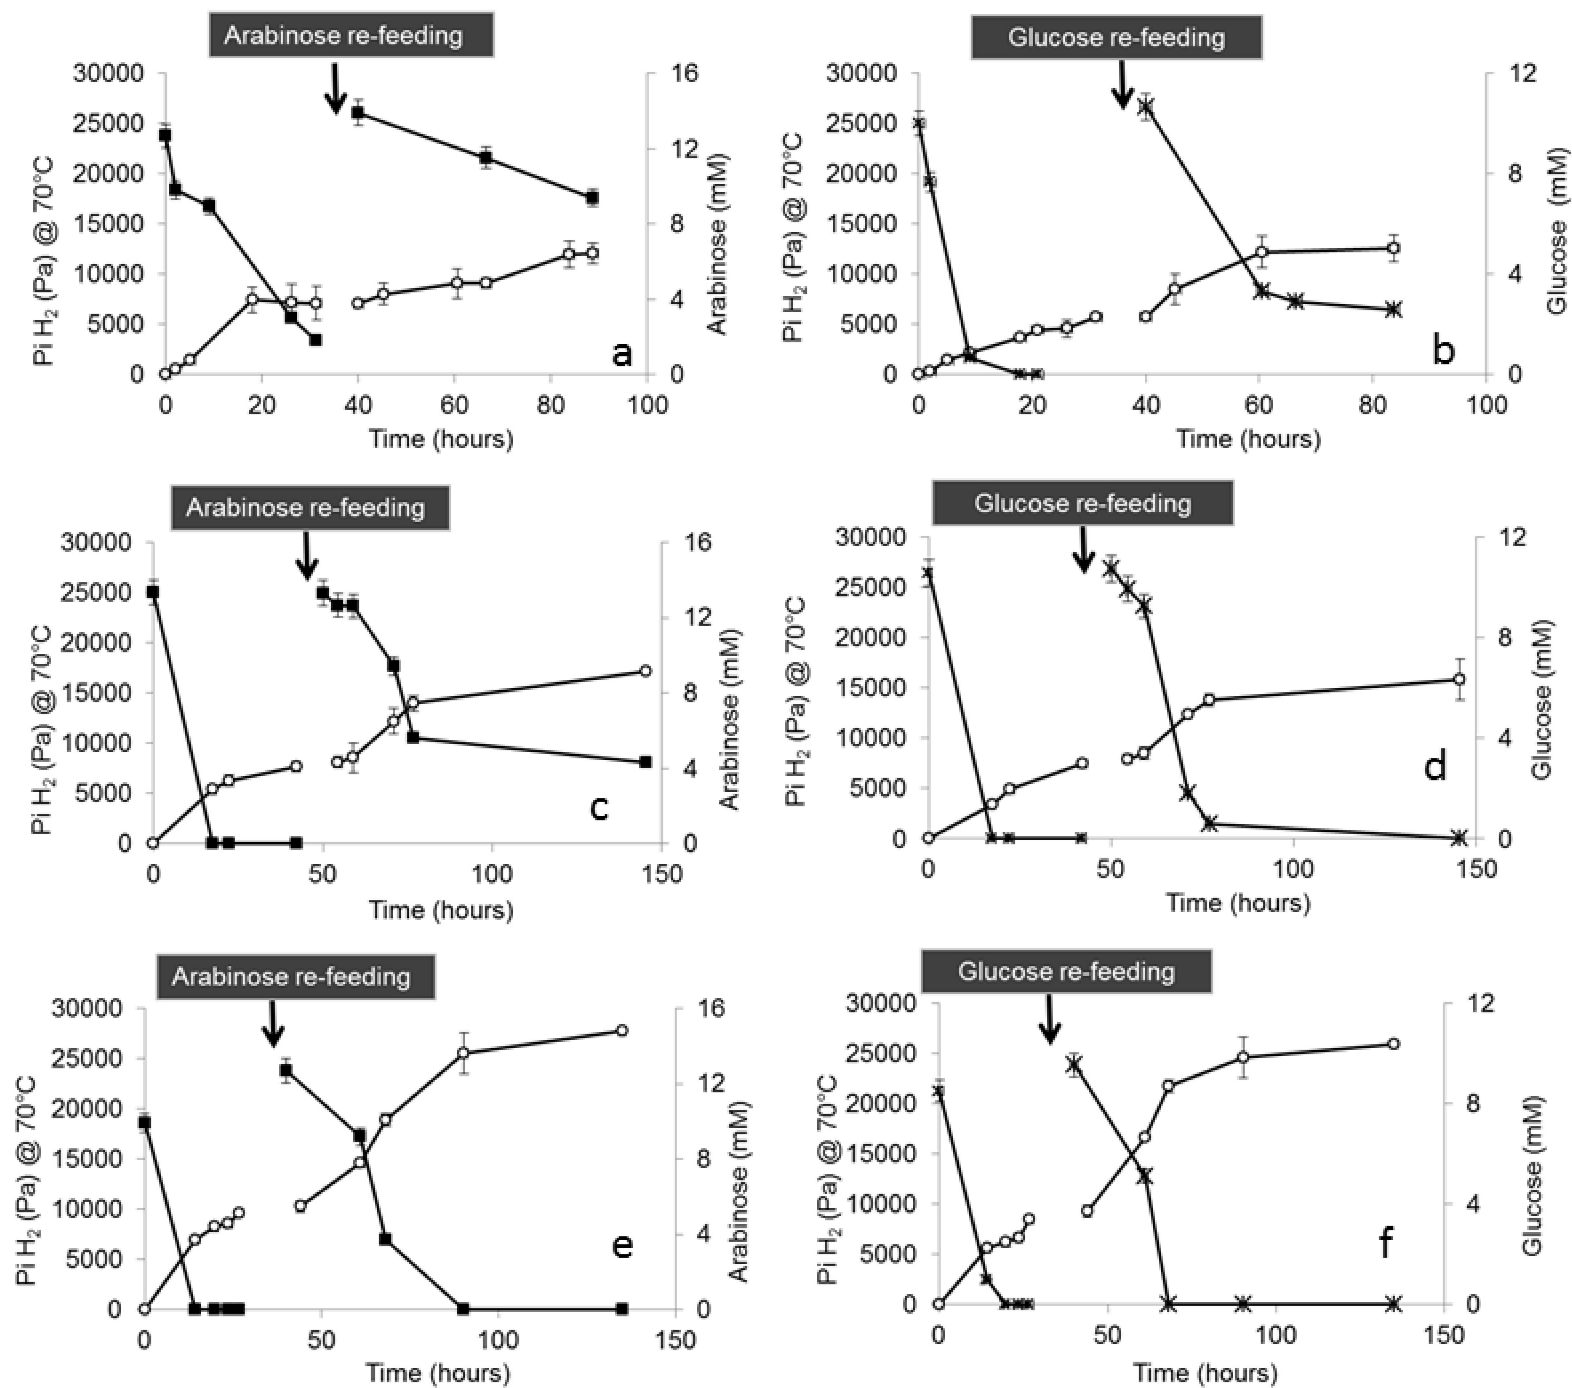 Arabinose re-feeding
30000
25000
20000
15000
10000
5000
0
16
12
8
4
0
0 20 40 60 80 100
Pi H₂ (Pa) @ 70°C
Arabinose (mM)
Time (hours)
a
Glucose re-feeding
30000
25000
20000
15000
10000
5000
0
12
8
4
0
0 20 40 60 80 100
Pi H₂ (Pa) @ 70°C
Glucose (mM)
Time (hours)
b
Arabinose re-feeding
30000
25000
20000
15000
10000
5000
0
16
12
8
4
0
0 50 100 150
Pi H₂ (Pa) @ 70°C
Arabinose (mM)
Time (hours)
c
Glucose re-feeding
30000
25000
20000
15000
10000
5000
0
12
8
4
0
0 50 100 150
Pi H₂ (Pa) @ 70°C
Glucose (mM)
Time (hours)
d
Arabinose re-feeding
30000
25000
20000
15000
10000
5000
0
16
12
8
4
0
0 50 100 150
Pi H₂ (Pa) @ 70°C
Arabinose (mM)
Time (hours)
e
Glucose re-feeding
30000
25000
20000
15000
10000
5000
0
12
8
4
0
0 50 100 150
Pi H₂ (Pa) @ 70°C
Glucose (mM)
Time (hours)
f